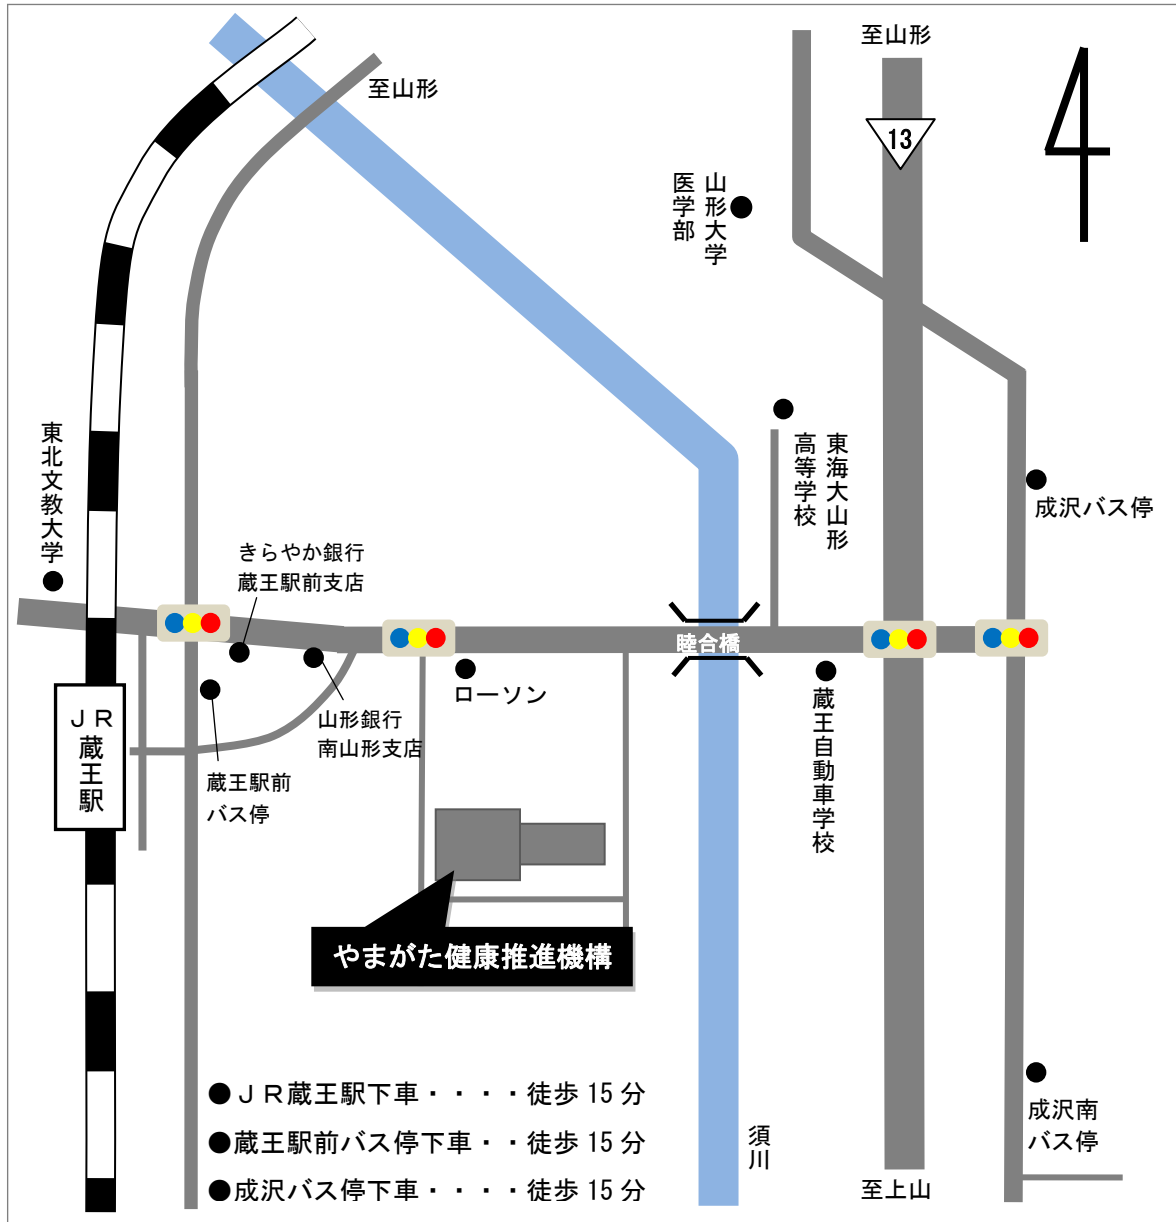 至山形
至山形
13
山形大学
医学部
東北文教大学
東海大山形
高等学校
成沢バス停
きらやか銀行
蔵王駅前支店
睦合橋
ローソン
山形銀行
南山形支店
ＪＲ
蔵王駅
蔵王駅前
バス停
蔵王自動車学校
やまがた健康推進機構
●ＪＲ蔵王駅下車・・・・徒歩 15 分
●蔵王駅前バス停下車・・徒歩 15 分
●成沢バス停下車・・・・徒歩 15 分
須川
至上山
成沢南
バス停